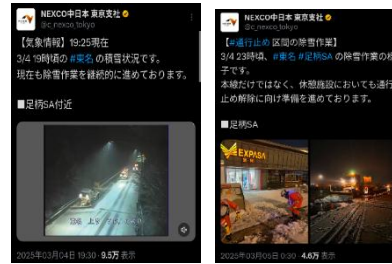 NEXCO中日本 東京支社
@c_nexco_tokyo
【気象情報】19:25現在
3/4 19時頃の #東名 の積雪状況です。
現在も除雪作業を継続的に進めております。
■足柄SA付近
2025年03月04日 19:30・9.5万 表示
NEXCO中日本 東京支社
@c_nexco_tokyo
【#通行止め 区間の除雪作業】
3/4 23時頃、#東名 #足柄SA の除雪作業の様
子です。
本線だけではなく、休憩施設においても通行
止め解除に向け準備を進めております。
■足柄SA
EXPASA
2025年03月05日 0:30・4.6万 表示